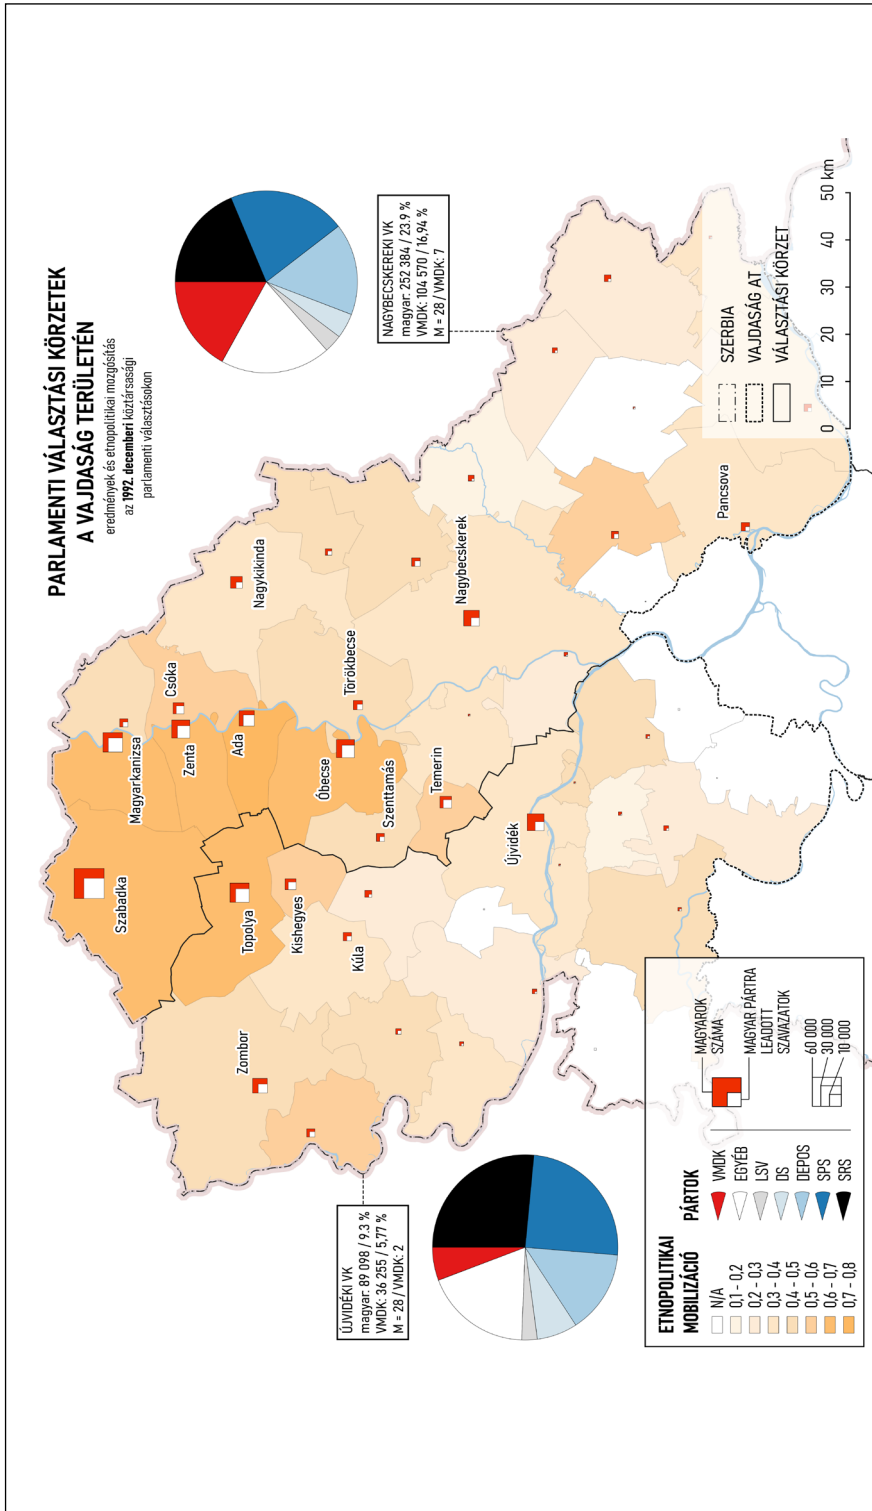 PARLAMENTI VÁLASZTÁSI KÖRZETEK
A VAJDASÁG TERÜLETÉN
eredmények és etnopolitikai mozgósítás
az 1992. decemberi köztársasági
parlamenti választásokon
NAGYBECSKEREKI VK
magyar: 252 384 / 23.9 %
VMDK: 104 570 / 16,94 %
M = 28 / VMDK: 7
ÚJVIDÉKI VK
magyar: 89 098 / 9.3 %
VMDK: 36 255 / 5,77 %
M = 28 / VMDK: 2
Szabadka
Magyarkanizsa
Csóka
Zenta
Ada
Nagykikinda
Topolya
Kishegyes
Zombor
Kúla
Óbecse
Törökbecse
Szenttamás
Temerin
Nagybecskerek
Újvidék
Pancsova
SZERBIA
VAJDASÁG AT
VÁLASZTÁSI KÖRZET
0 10 20 30 40 50 km
ETNOPOLITIKAI
MOBILIZÁCIÓ
N/A
0,1 - 0,2
0,2 - 0,3
0,3 - 0,4
0,4 - 0,5
0,5 - 0,6
0,6 - 0,7
0,7 - 0,8
PÁRTOK
VMDK
EGYÉB
LSV
DS
DEPOS
SPS
SRS
MAGYAROK
SZÁMA
MAGYAR PÁRTRA
LEADOTT
SZAVAZATOK
60 000
30 000
10 000